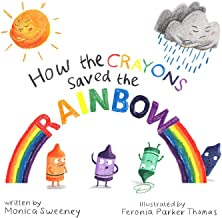 How the CRAYONS
saved the
RAINBOW
written by
Monica Sweeney
illustrated by
Feronia Parker Thomas